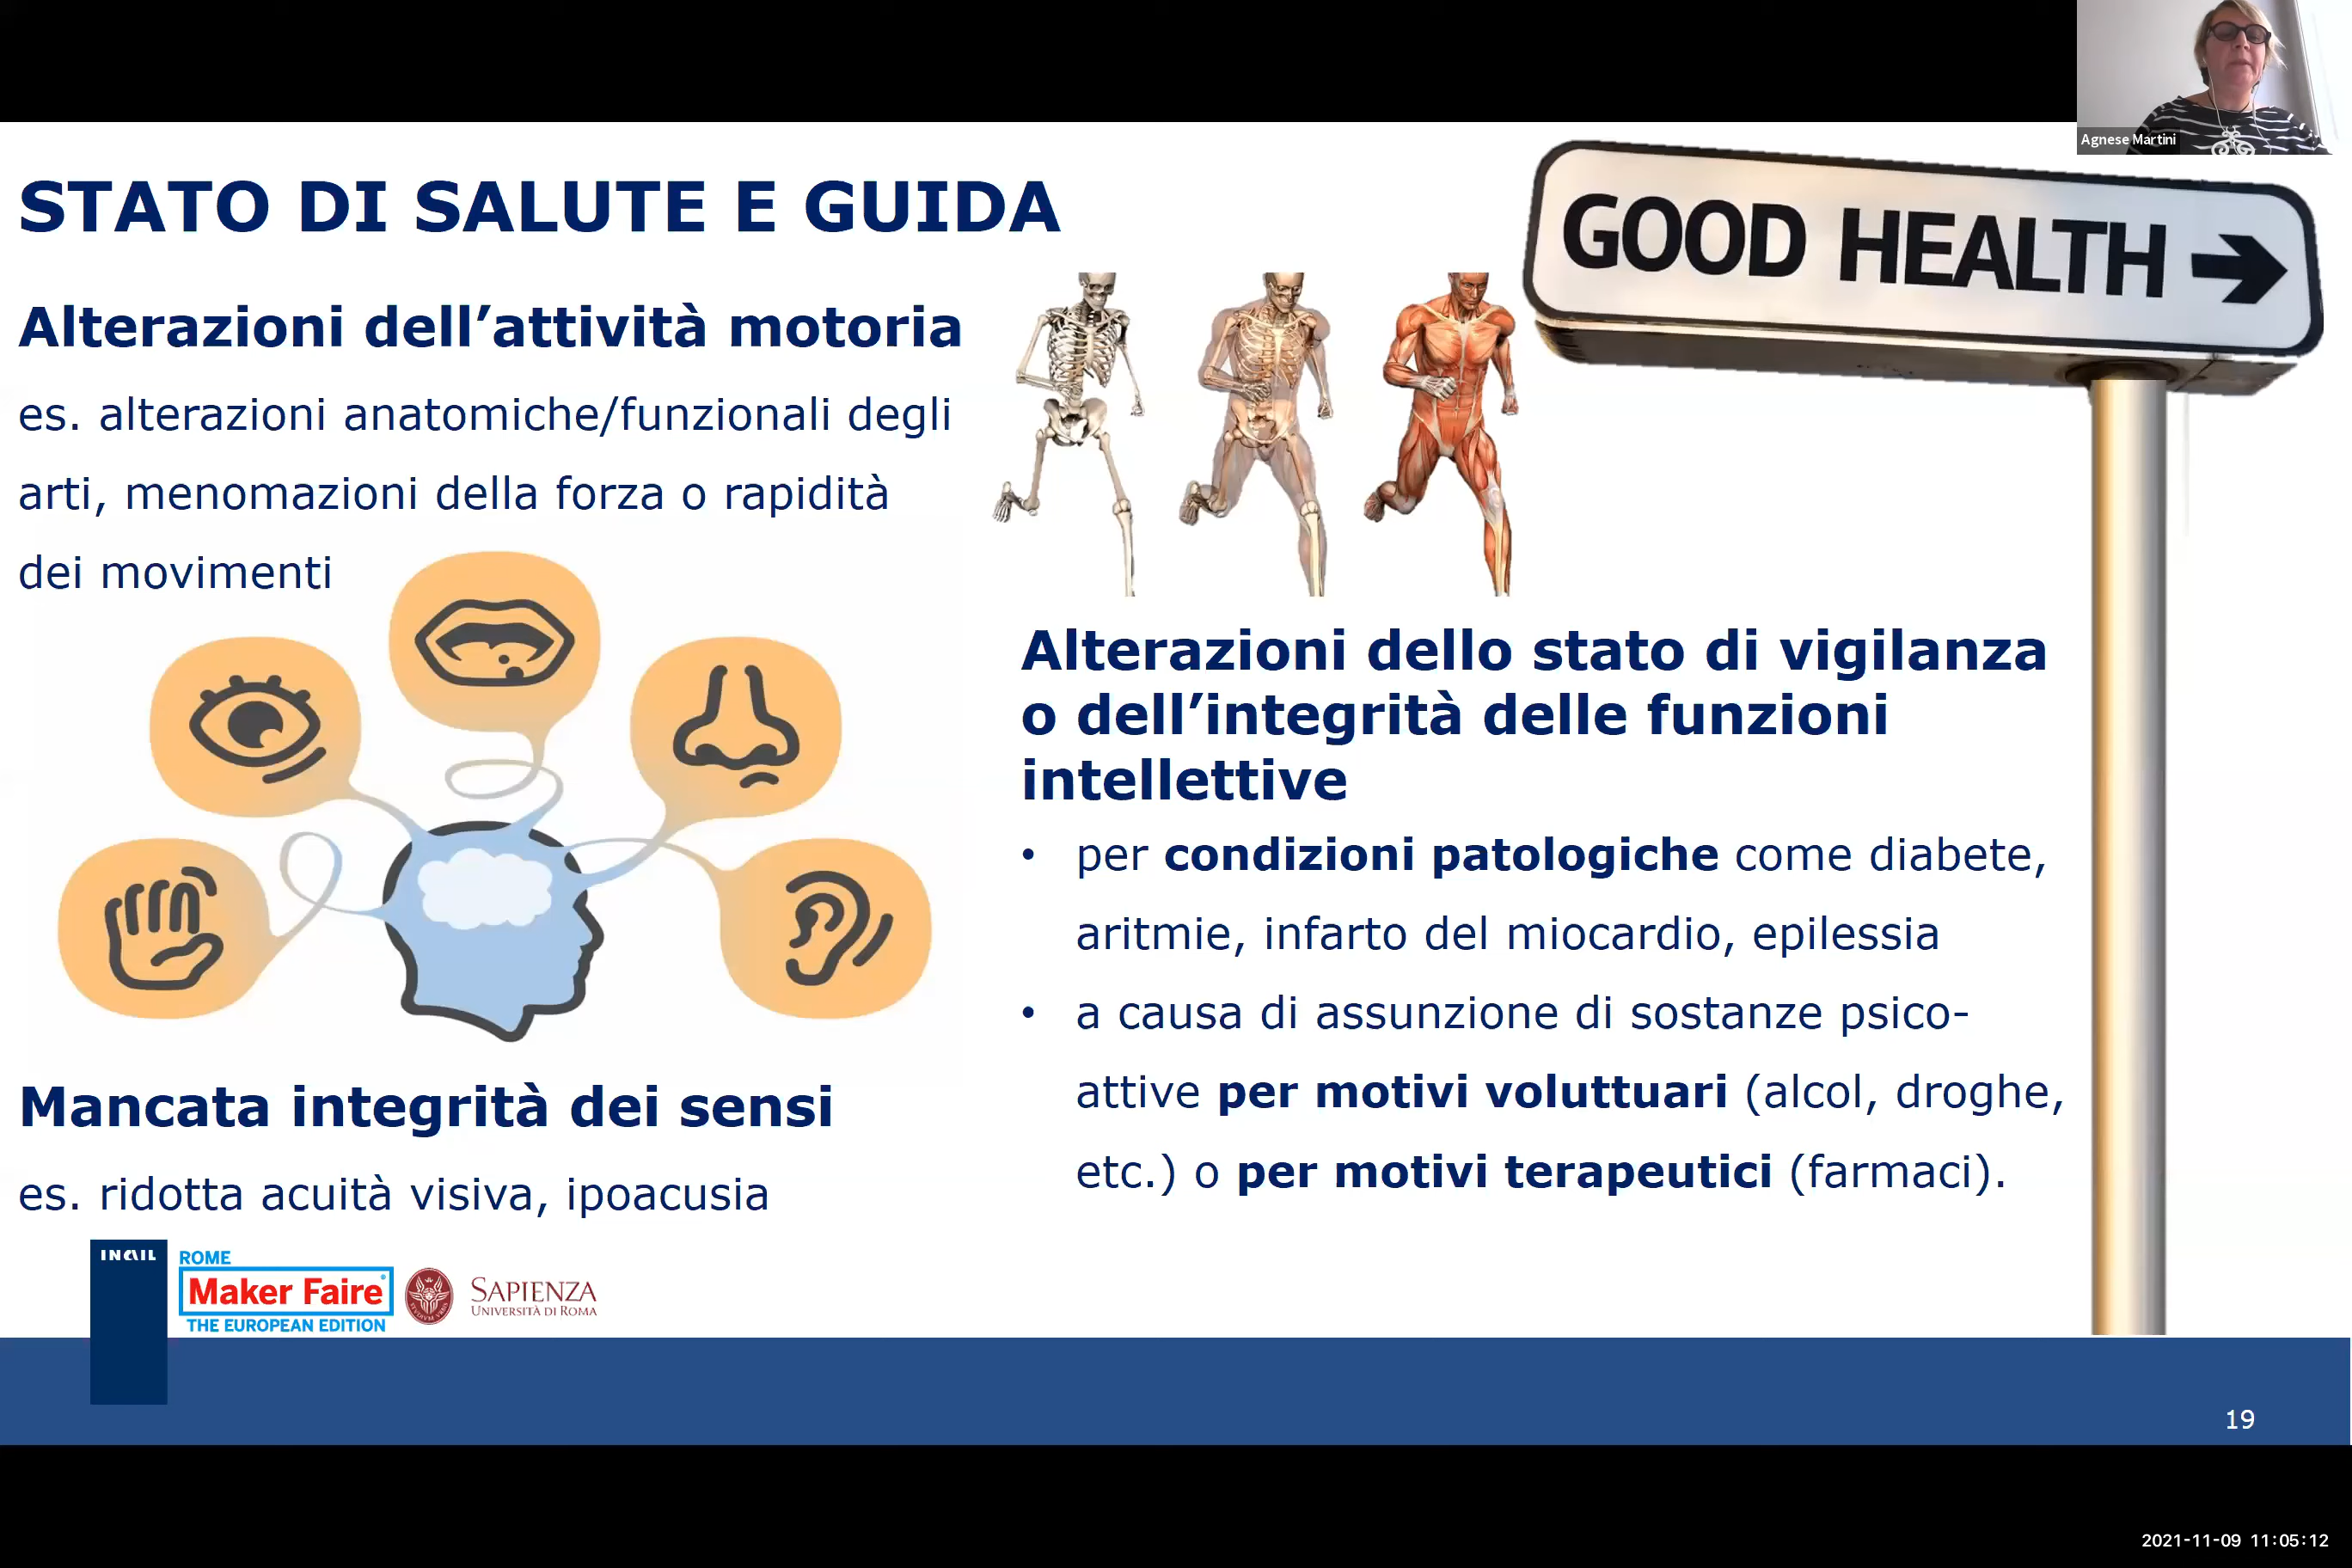 Agnese Martini
STATO DI SALUTE E GUIDA
GOOD HEALTH
Alterazioni dell’attività motoria
es. alterazioni anatomiche/funzionali degli
arti, menomazioni della forza o rapidità
dei movimenti
Mancata integrità dei sensi
es. ridotta acuità visiva, ipoacusia
Alterazioni dello stato di vigilanza
o dell’integrità delle funzioni
intellettive
• per condizioni patologiche come diabete,
aritmie, infarto del miocardio, epilessia
• a causa di assunzione di sostanze psico-
attive per motivi voluttuari (alcol, droghe,
etc.) o per motivi terapeutici (farmaci).
INAIL
ROME
Maker Faire
THE EUROPEAN EDITION
SAPIENZA
UNIVERSITÀ DI ROMA
19
2021-11-09 11:05:12